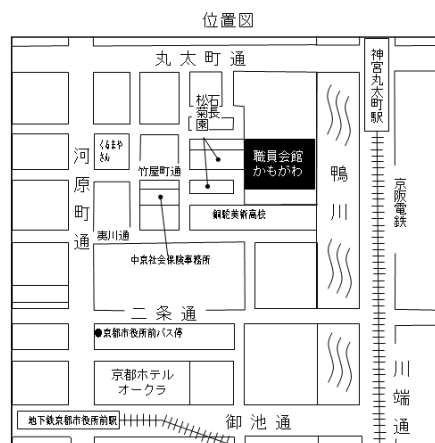 位置図
丸太町通
神宮丸太町駅
松菊園
石長
くるまやさん
職員会館
かもがわ
河原町通
竹屋町通
鴨川
京阪電鉄
銅駝美術高校
夷川通
中京社会保険事務所
二条通
●京都市役所前バス停
京都ホテル
オークラ
川端通
地下鉄京都市役所前駅
御池通